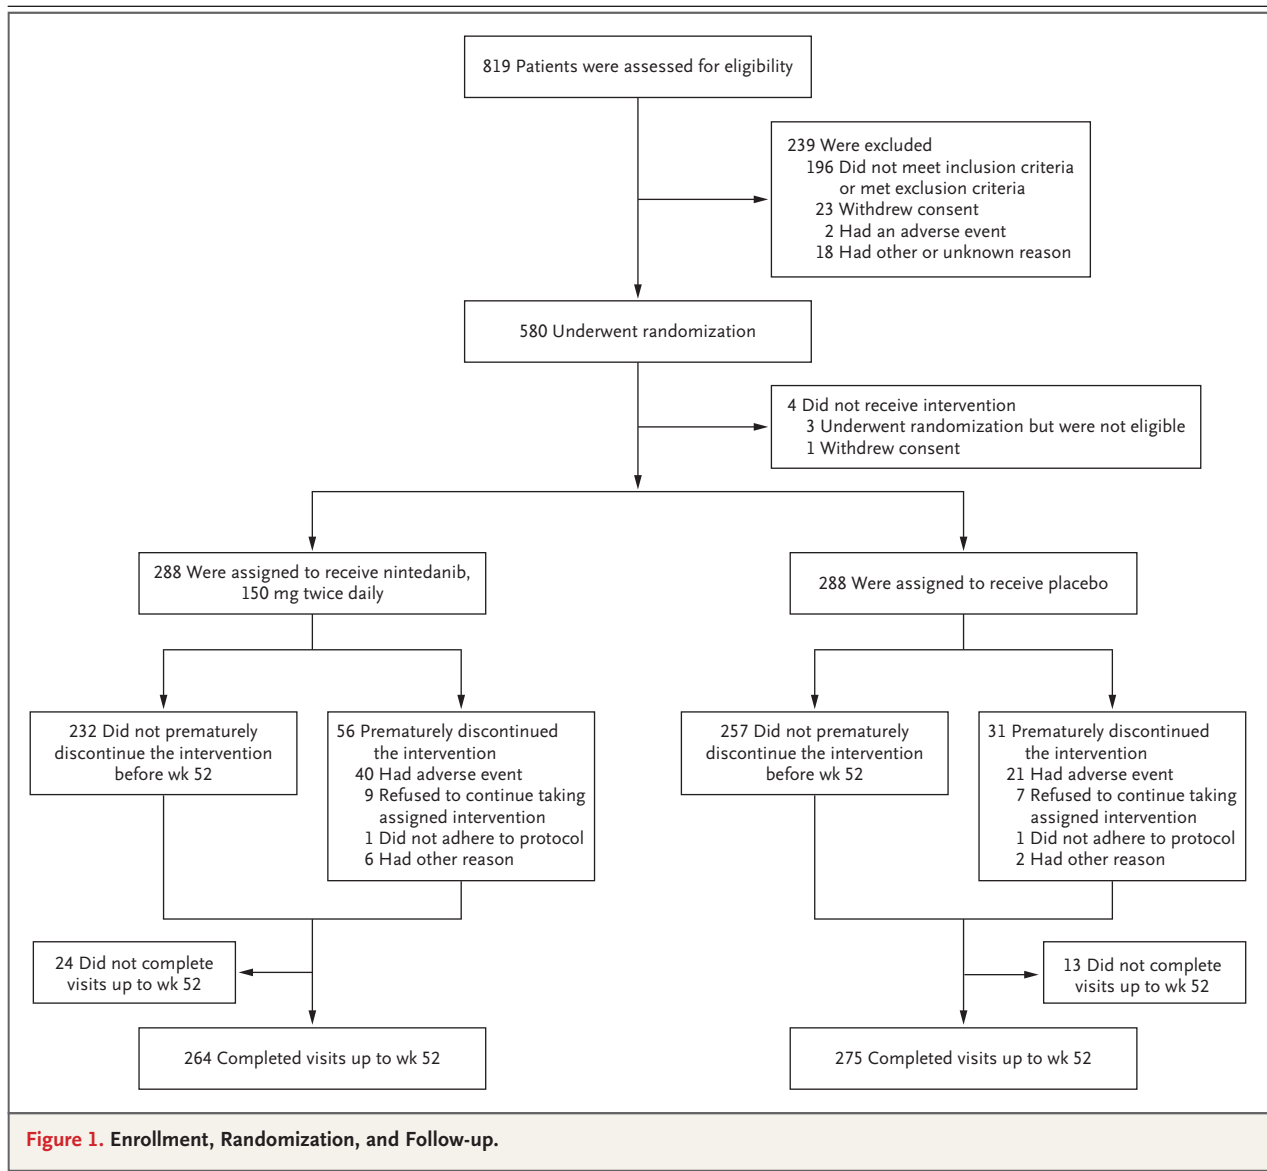 819 Patients were assessed for eligibility
239 Were excluded
196 Did not meet inclusion criteria
or met exclusion criteria
23 Withdrew consent
2 Had an adverse event
18 Had other or unknown reason
580 Underwent randomization
4 Did not receive intervention
3 Underwent randomization but were not eligible
1 Withdrew consent
288 Were assigned to receive nintedanib,
150 mg twice daily
288 Were assigned to receive placebo
232 Did not prematurely
discontinue the intervention
before wk 52
56 Prematurely discontinued
the intervention
40 Had adverse event
9 Refused to continue taking
assigned intervention
1 Did not adhere to protocol
6 Had other reason
257 Did not prematurely
discontinue the intervention
before wk 52
31 Prematurely discontinued
the intervention
21 Had adverse event
7 Refused to continue taking
assigned intervention
1 Did not adhere to protocol
2 Had other reason
24 Did not complete
visits up to wk 52
13 Did not complete
visits up to wk 52
264 Completed visits up to wk 52
275 Completed visits up to wk 52
Figure 1. Enrollment, Randomization, and Follow-up.